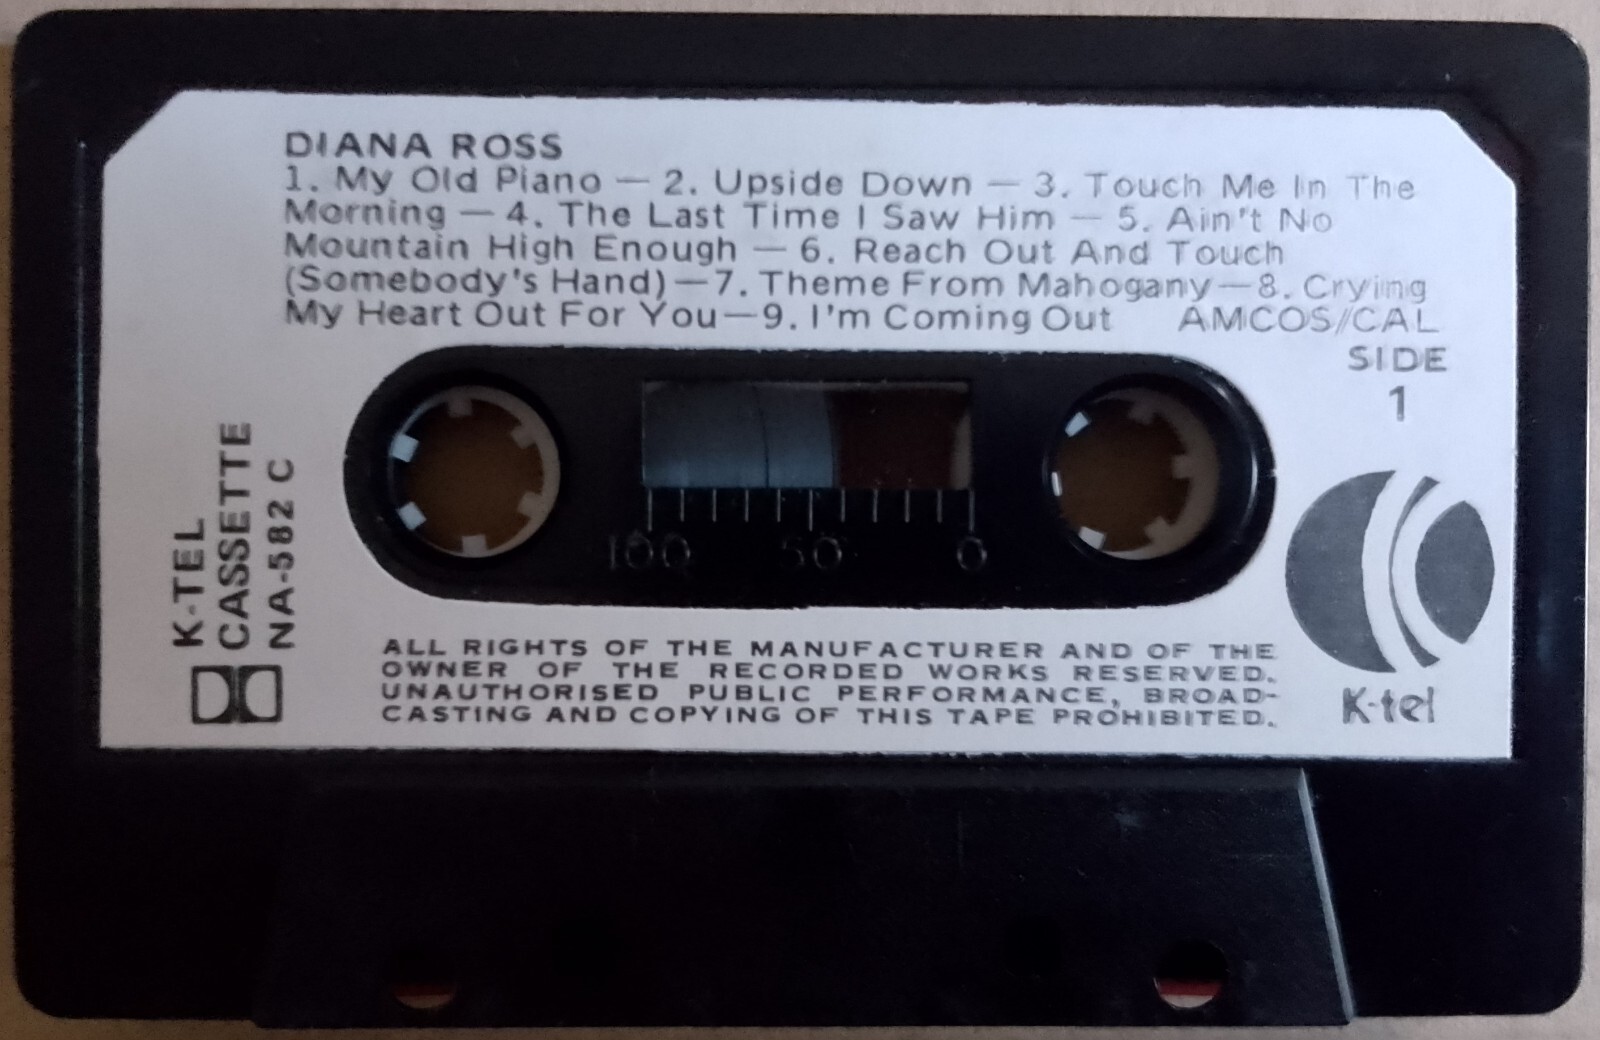 DIANA ROSS
1. My Old Piano — 2. Upside Down — 3. Touch Me In The
Morning — 4. The Last Time I Saw Him — 5. Ain't No
Mountain High Enough — 6. Reach Out And Touch
(Somebody's Hand) — 7. Theme From Mahogany — 8. Crying
My Heart Out For You — 9. I'm Coming Out AMCOS/CAL
SIDE
1
K-TEL
CASSETTE
NA-582 C
100 50 0
ALL RIGHTS OF THE MANUFACTURER AND OF THE
OWNER OF THE RECORDED WORKS RESERVED.
UNAUTHORISED PUBLIC PERFORMANCE, BROAD-
CASTING AND COPYING OF THIS TAPE PROHIBITED.
K-tel